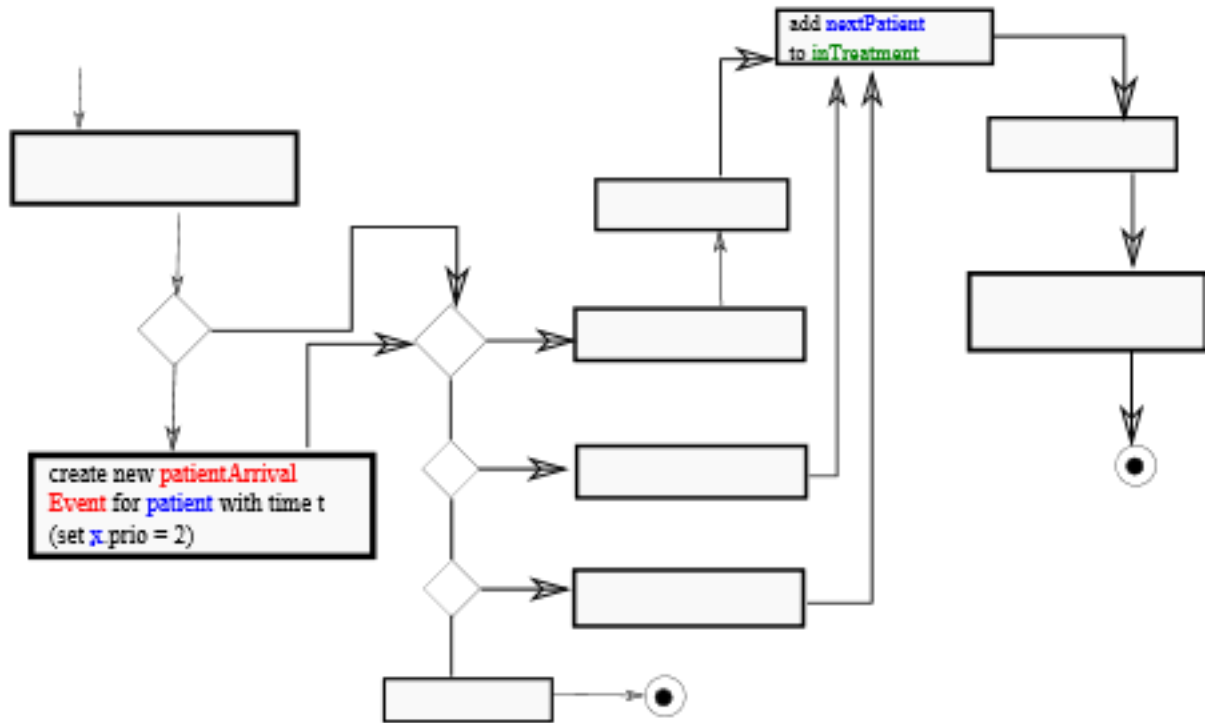 add nextPatient
to inTreatment
create new patientArrival
Event for patient with time t
(set x.prio = 2)